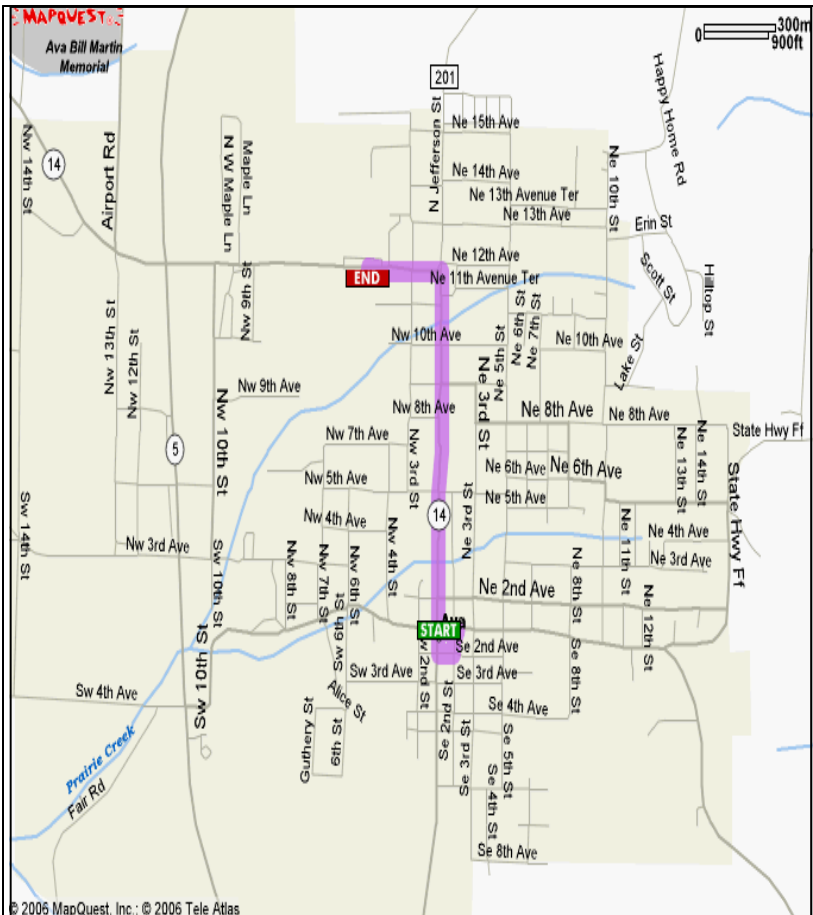 MAPQUEST
Ava Bill Martin
Memorial
300m
0
900ft
201
Happy Home Rd
Ne 15th Ave
Nw 14th St
Airport Rd
14
N W Maple Ln
Maple Ln
N Jefferson St
Ne 14th Ave
Ne 10th St
Ne 13th Avenue Ter
Ne 13th Ave
Erin St
Ne 12th Ave
Scott St
Hilltop St
END
Ne 11th Avenue Ter
Nw 9th St
Nw 13th St
Nw 12th St
Ne 5th St
Ne 6th St
Ne 7th St
Nw 10th Ave
Ne 10th Ave
Lake St
Nw 9th Ave
Nw 10th St
Nw 8th Ave
Ne 3rd St
Ne 8th Ave
Ne 8th Ave
State Hwy Ff
5
Nw 7th Ave
Nw 3rd St
Ne 13th St
Ne 14th St
Ne 6th Ave
Ne 6th Ave
Nw 5th Ave
Ne 5th Ave
State Hwy Ff
Sw 14th St
14
Ne 3rd St
Nw 4th Ave
Ne 11th St
Ne 4th Ave
Nw 3rd Ave
Sw 10th St
Nw 8th St
Nw 7th St
Nw 6th St
Nw 4th St
Ne 8th St
Ne 3rd Ave
Ne 2nd Ave
Ne 12th St
START
Sw 10th St
Sw 6th St
Sw 2nd St
Se 2nd Ave
Sw 3rd Ave
Se 3rd Ave
Se 8th St
Sw 4th Ave
Alice St
Se 2nd St
Se 4th Ave
Guthery St
6th St
Se 3rd St
Se 5th St
Prairie Creek
Fair Rd
Se 4th St
Se 8th Ave
© 2006 MapQuest, Inc.; © 2006 Tele Atlas